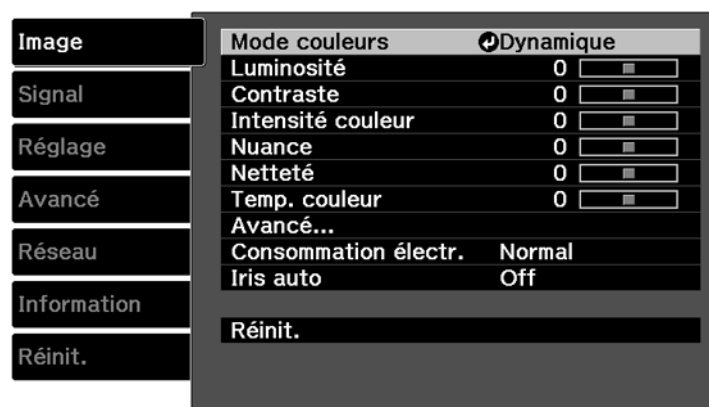 Image
Signal
Réglage
Avancé
Réseau
Information
Réinit.
Mode couleurs Dynamique
Luminosité 0
Contraste 0
Intensité couleur 0
Nuance 0
Netteté 0
Temp. couleur 0
Avancé...
Consommation électr. Normal
Iris auto Off
Réinit.